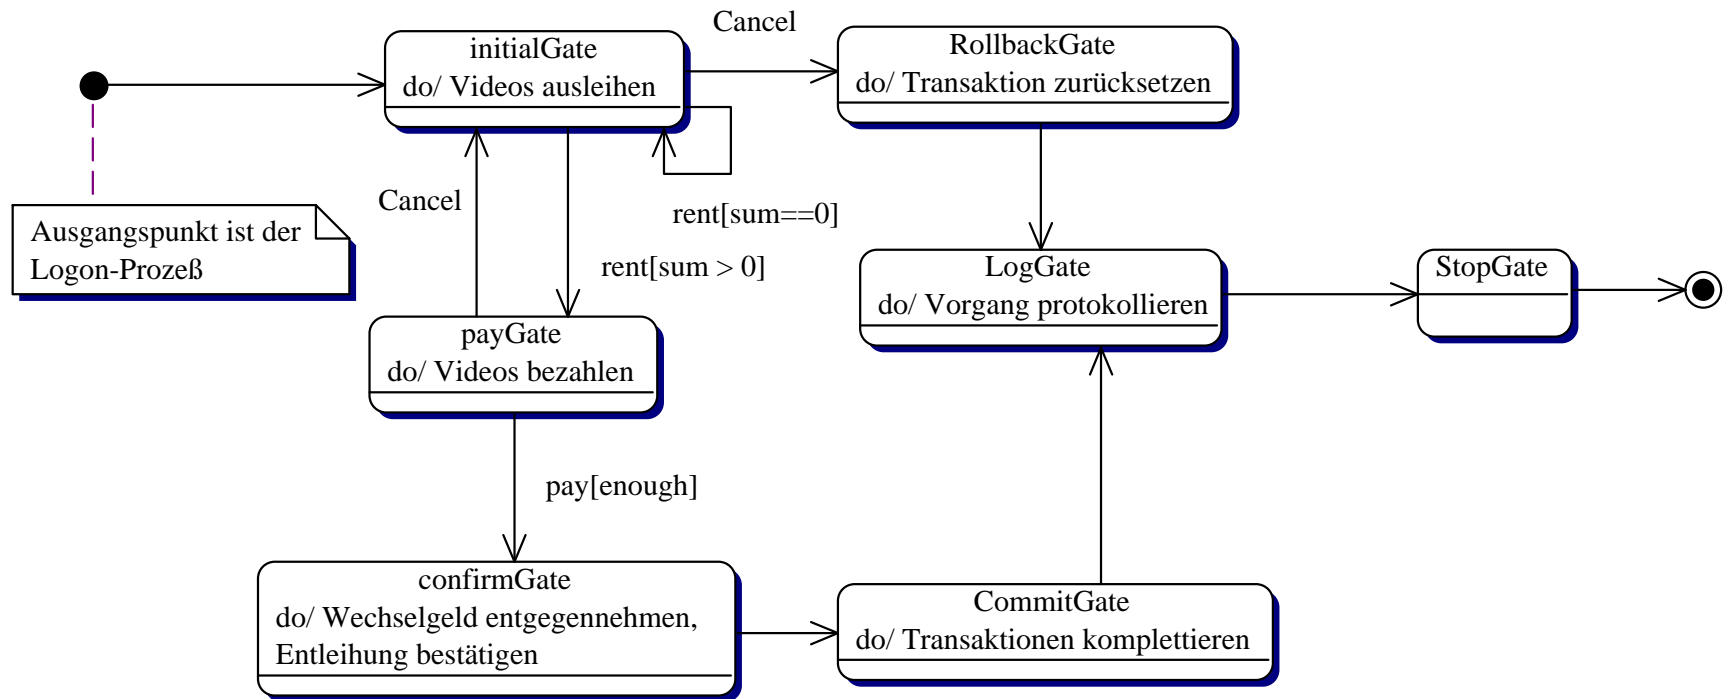 Cancel
initialGate
do/ Videos ausleihen
RollbackGate
do/ Transaktion zurücksetzen
Cancel
rent[sum==0]
Ausgangspunkt ist der
Logon-Prozeß
rent[sum > 0]
LogGate
do/ Vorgang protokollieren
StopGate
payGate
do/ Videos bezahlen
pay[enough]
confirmGate
do/ Wechselgeld entgegennehmen,
Entleihung bestätigen
CommitGate
do/ Transaktionen komplettieren